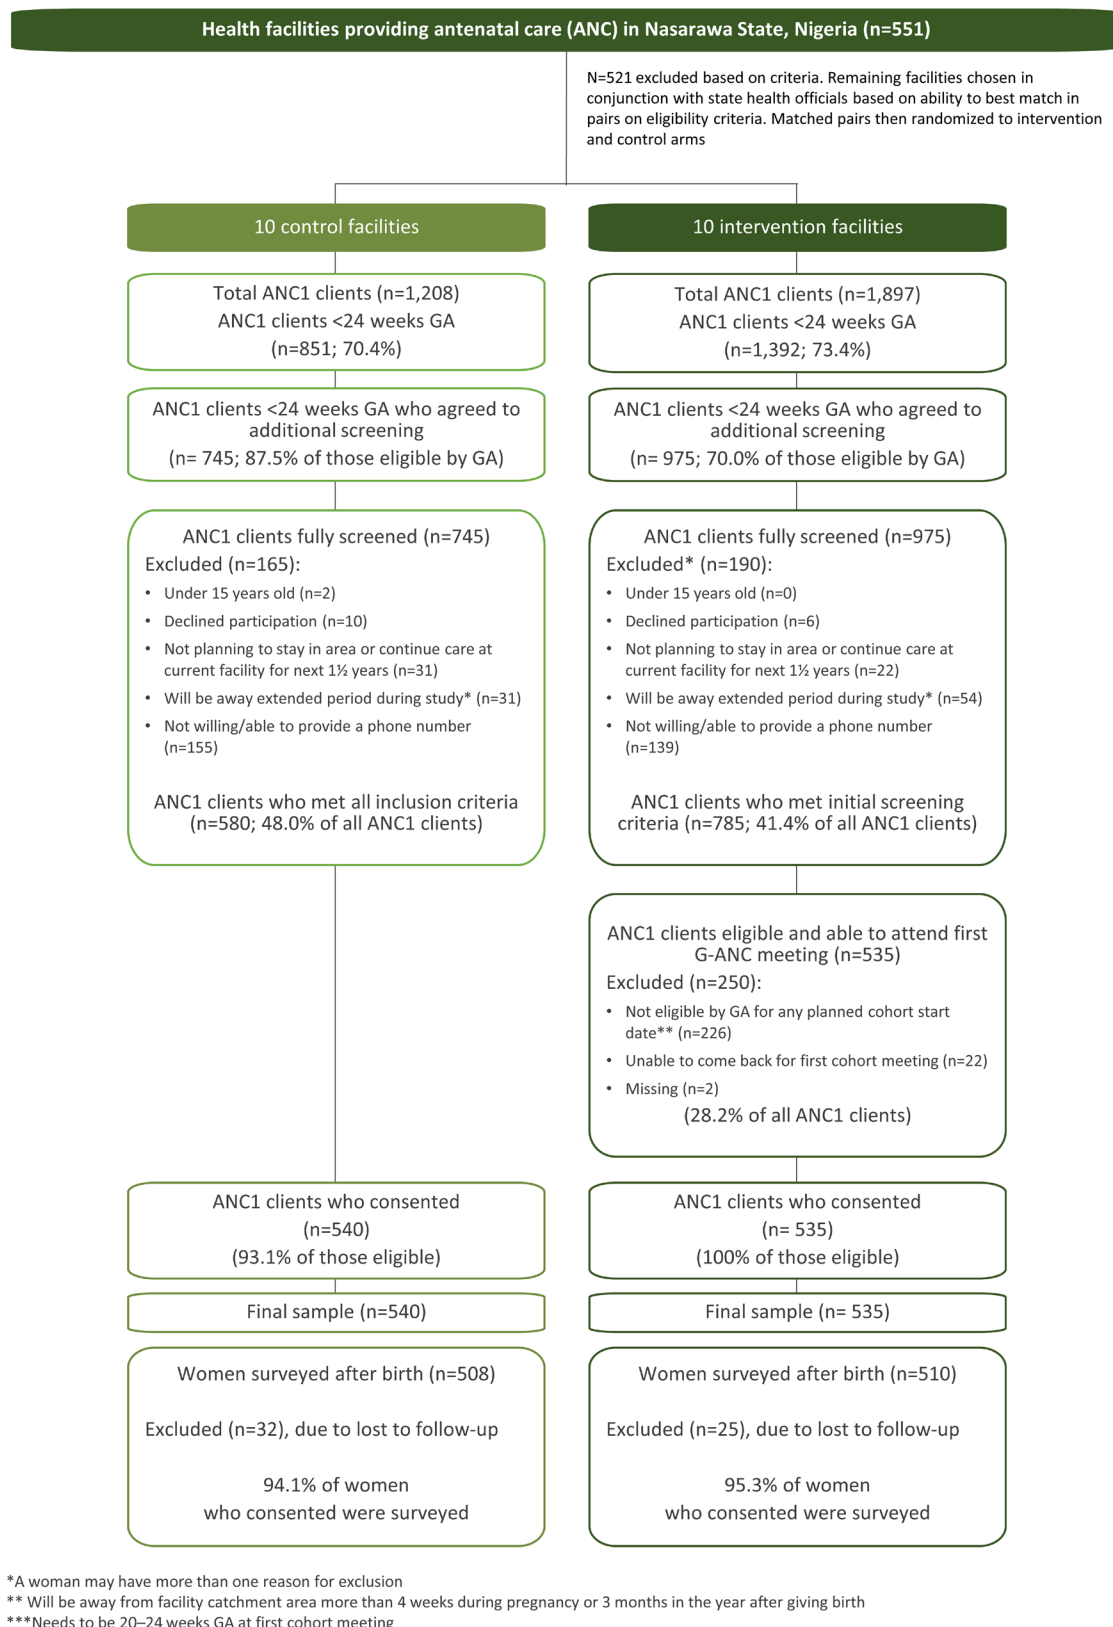 Health facilities providing antenatal care (ANC) in Nasarawa State, Nigeria (n=551)
N=521 excluded based on criteria. Remaining facilities chosen in
conjunction with state health officials based on ability to best match in
pairs on eligibility criteria. Matched pairs then randomized to intervention
and control arms
10 control facilities
Total ANC1 clients (n=1,208)
ANC1 clients <24 weeks GA
(n=851; 70.4%)
ANC1 clients <24 weeks GA who agreed to
additional screening
(n= 745; 87.5% of those eligible by GA)
ANC1 clients fully screened (n=745)
Excluded (n=165):
• Under 15 years old (n=2)
• Declined participation (n=10)
• Not planning to stay in area or continue care at
current facility for next 1½ years (n=31)
• Will be away extended period during study* (n=31)
• Not willing/able to provide a phone number
(n=155)
ANC1 clients who met all inclusion criteria
(n=580; 48.0% of all ANC1 clients)
ANC1 clients who consented
(n=540)
(93.1% of those eligible)
Final sample (n=540)
Women surveyed after birth (n=508)
Excluded (n=32), due to lost to follow-up
94.1% of women
who consented were surveyed
10 intervention facilities
Total ANC1 clients (n=1,897)
ANC1 clients <24 weeks GA
(n=1,392; 73.4%)
ANC1 clients <24 weeks GA who agreed to
additional screening
(n= 975; 70.0% of those eligible by GA)
ANC1 clients fully screened (n=975)
Excluded* (n=190):
• Under 15 years old (n=0)
• Declined participation (n=6)
• Not planning to stay in area or continue care at
current facility for next 1½ years (n=22)
• Will be away extended period during study* (n=54)
• Not willing/able to provide a phone number
(n=139)
ANC1 clients who met initial screening
criteria (n=785; 41.4% of all ANC1 clients)
ANC1 clients eligible and able to attend first
G-ANC meeting (n=535)
Excluded (n=250):
• Not eligible by GA for any planned cohort start
date** (n=226)
• Unable to come back for first cohort meeting (n=22)
• Missing (n=2)
(28.2% of all ANC1 clients)
ANC1 clients who consented
(n= 535)
(100% of those eligible)
Final sample (n= 535)
Women surveyed after birth (n=510)
Excluded (n=25), due to lost to follow-up
95.3% of women
who consented were surveyed
*A woman may have more than one reason for exclusion
** Will be away from facility catchment area more than 4 weeks during pregnancy or 3 months in the year after giving birth
***Needs to be 20–24 weeks GA at first cohort meeting